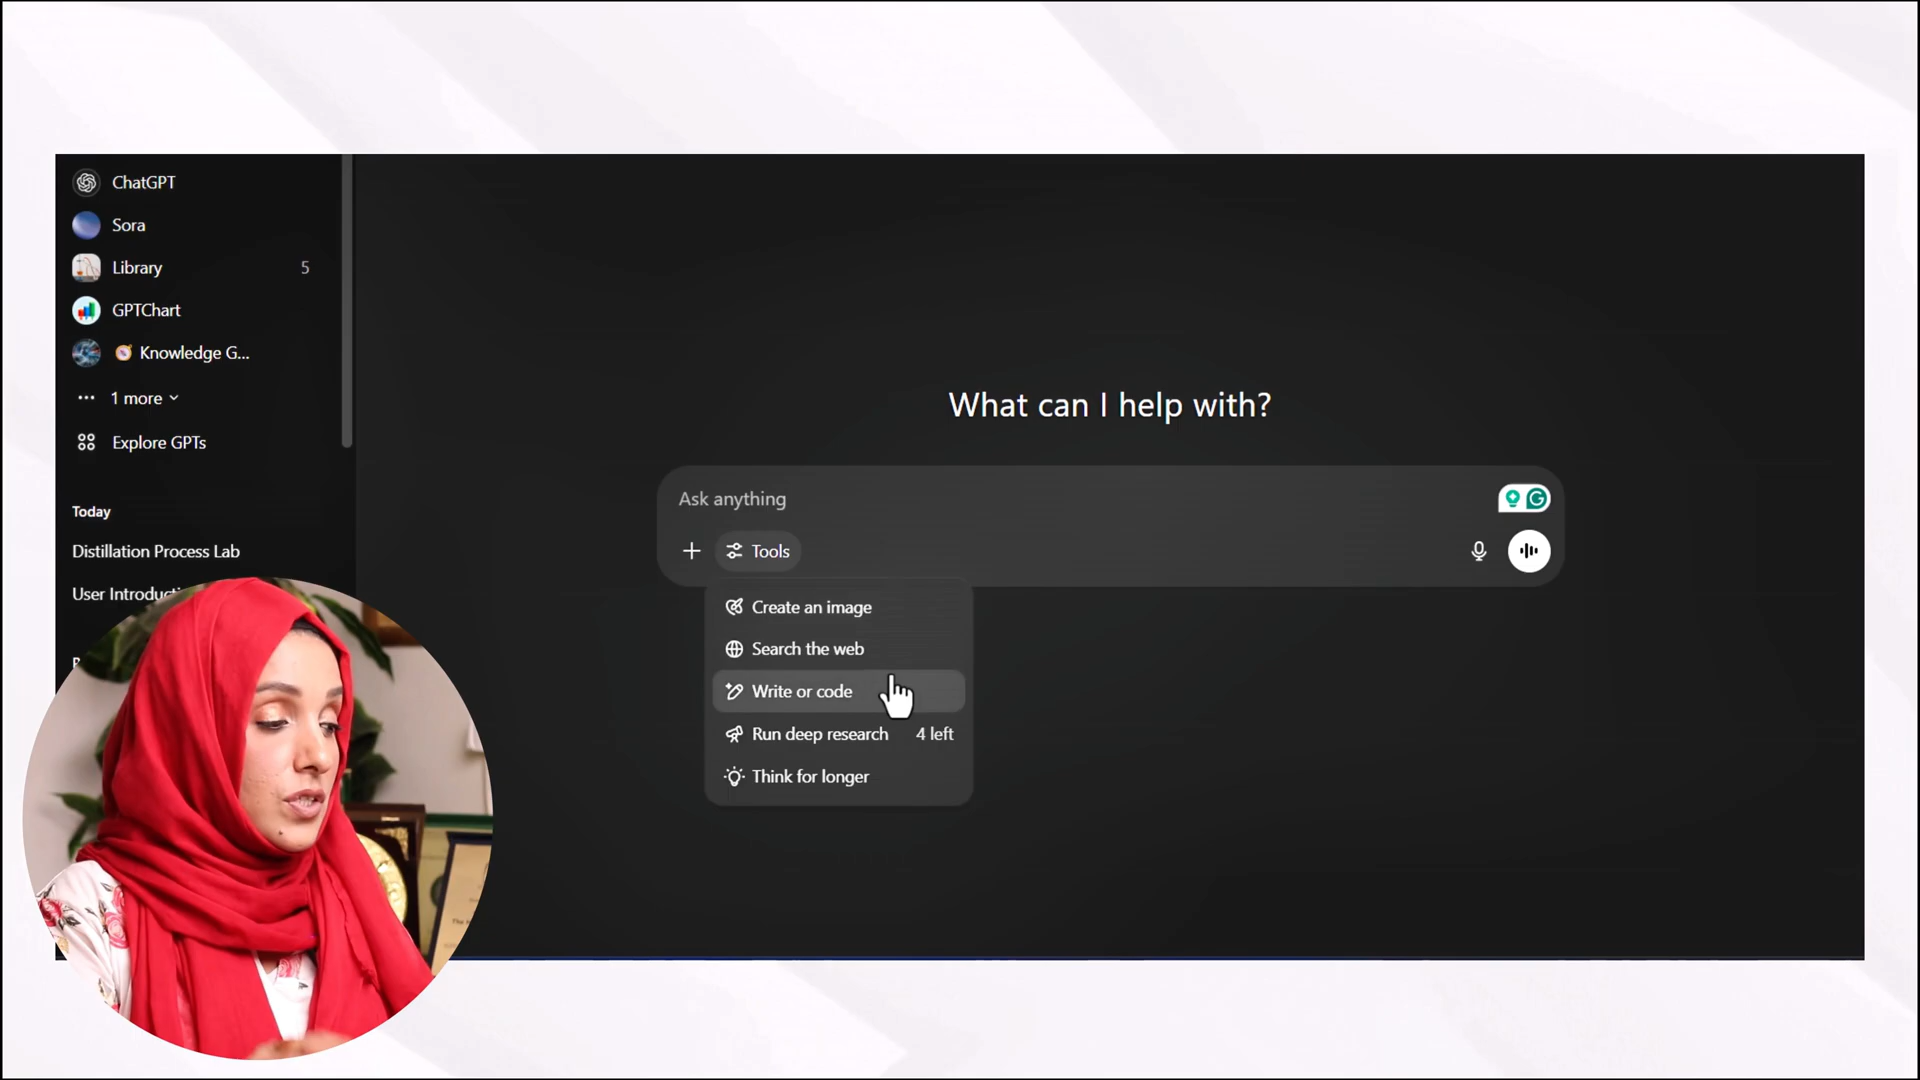 ChatGPT
Sora
Library 5
GPTChart
Knowledge G...
1 more
Explore GPTs
Today
Distillation Process Lab
User Introducti
What can I help with?
Ask anything
Tools
Create an image
Search the web
Write or code
Run deep research 4 left
Think for longer